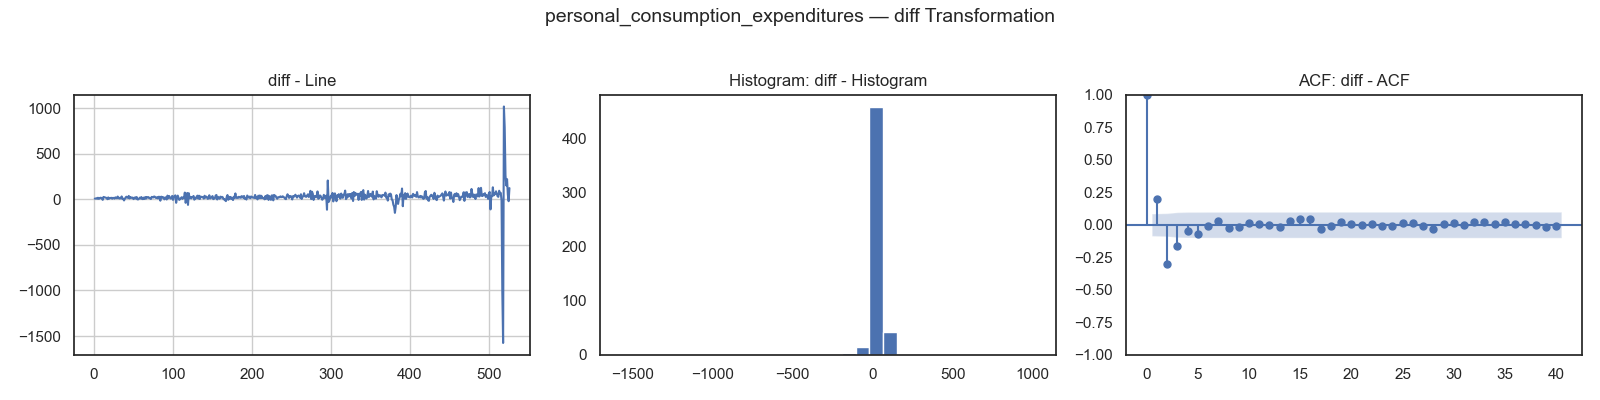 personal_consumption_expenditures — diff Transformation
diff - Line
1000
500
0
−500
−1000
−1500
0 100 200 300 400 500
Histogram: diff - Histogram
400
300
200
100
0
−1500 −1000 −500 0 500 1000
ACF: diff - ACF
1.00
0.75
0.50
0.25
0.00
−0.25
−0.50
−0.75
−1.00
0 5 10 15 20 25 30 35 40